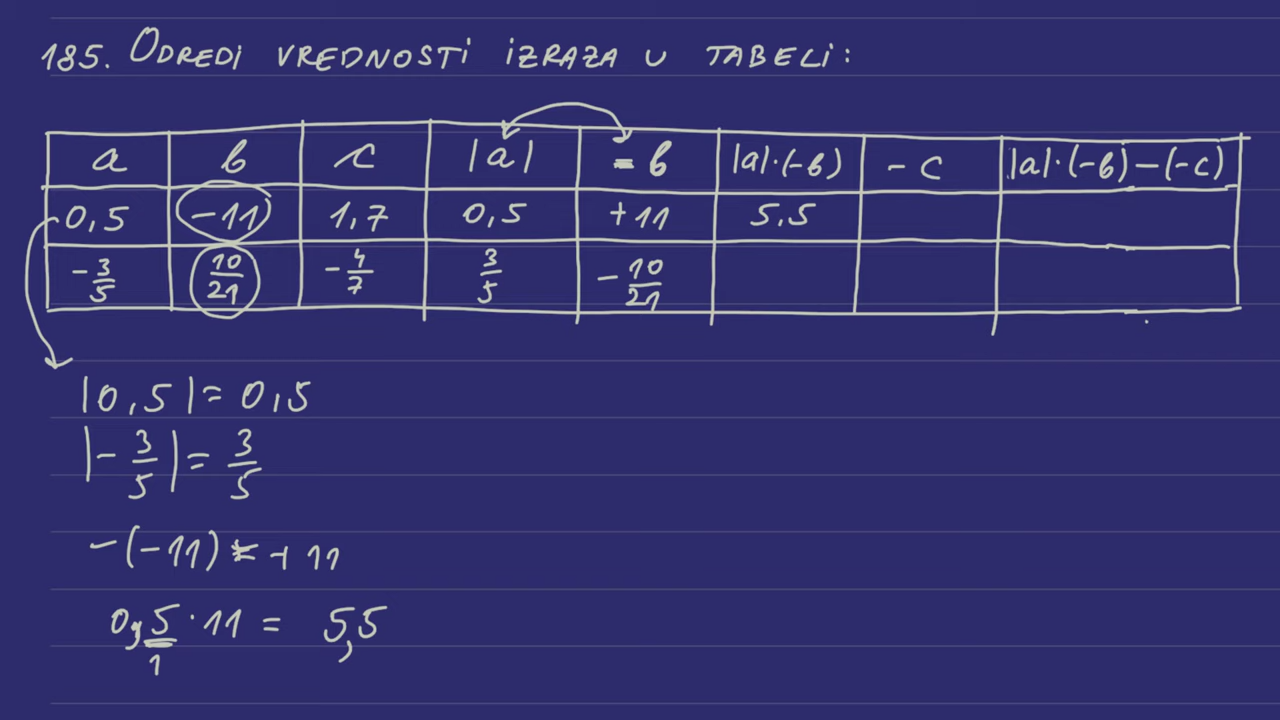 185. ODREDI VREDNOSTI IZRAZA U TABELI:
a b c |a| -b |a|·(-b) -c |a|·(-b)-(-c)
0,5 -11 1,7 0,5 +11 5,5
-3/5 10/21 -4/7 3/5 -10/21
|0,5|= 0,5
|-3/5|= 3/5
-(-11) = +11
0,5·11 = 5,5
1